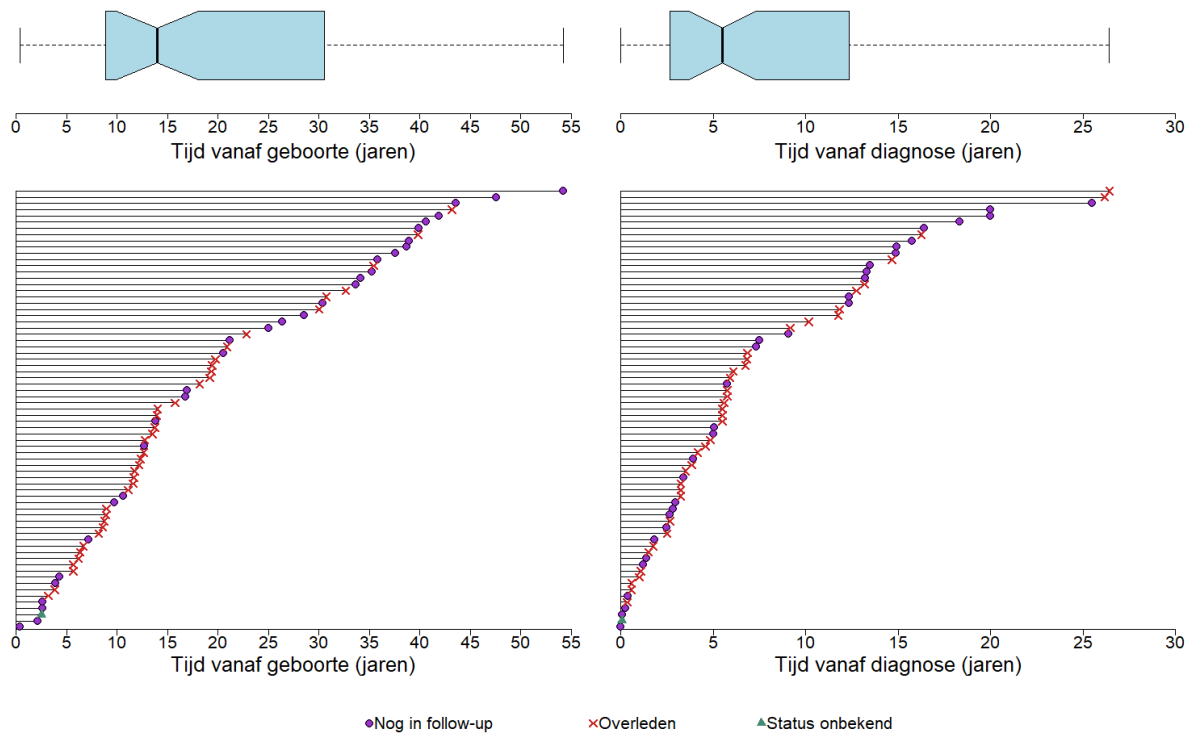 0 5 10 15 20 25 30 35 40 45 50 55
Tijd vanaf geboorte (jaren)
0 5 10 15 20 25 30
Tijd vanaf diagnose (jaren)
0 5 10 15 20 25 30 35 40 45 50 55
Tijd vanaf geboorte (jaren)
0 5 10 15 20 25 30
Tijd vanaf diagnose (jaren)
Nog in follow-up
Overleden
Status onbekend